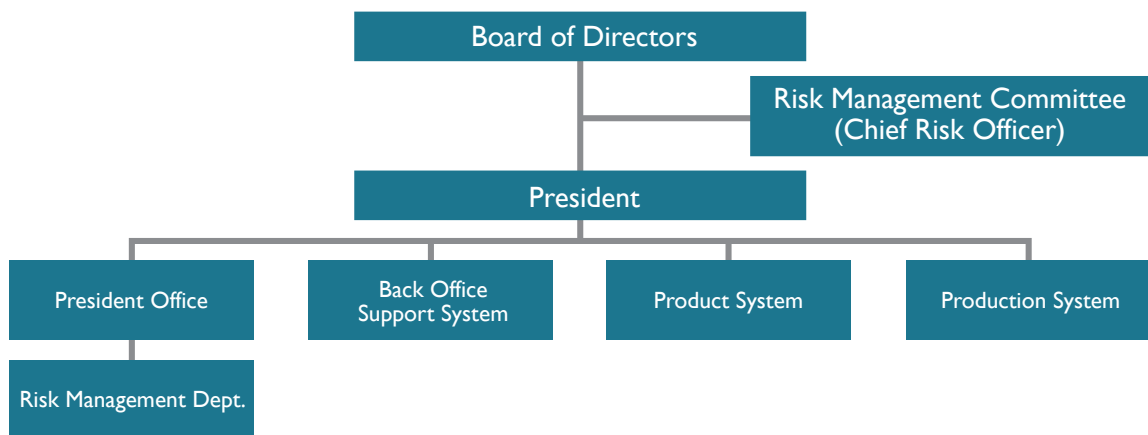 Board of Directors
Risk Management Committee
(Chief Risk Officer)
President
President Office
Back Office
Support System
Product System
Production System
Risk Management Dept.